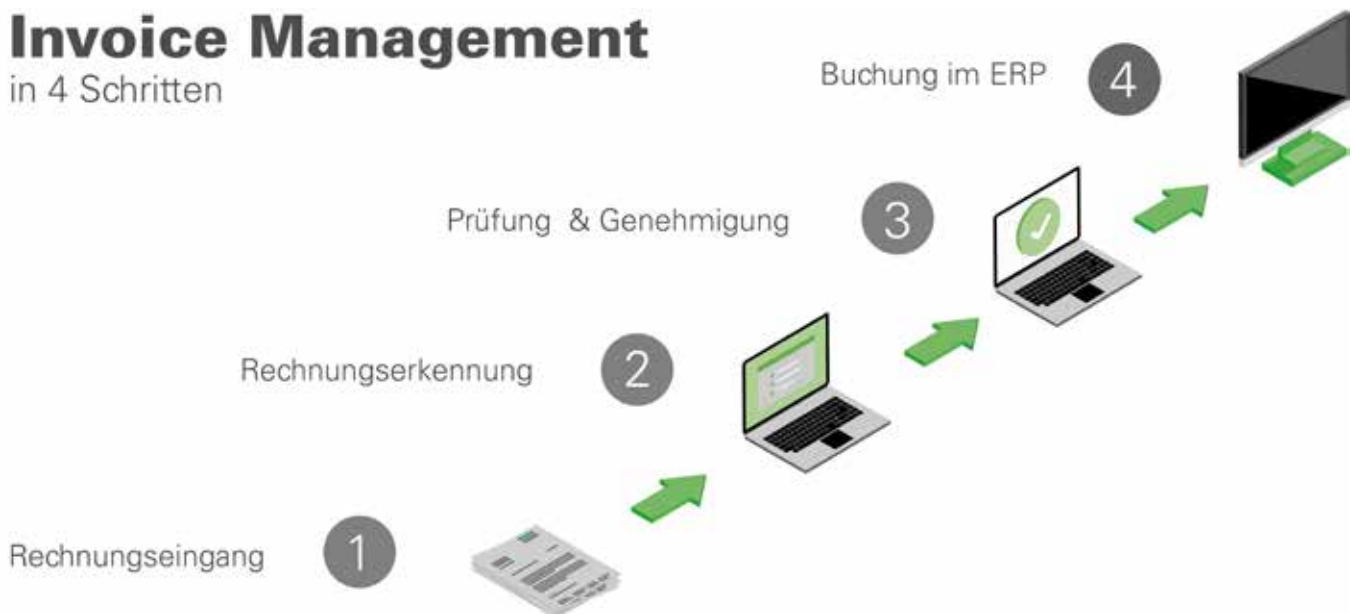 Invoice Management
in 4 Schritten
Buchung im ERP 4
Prüfung & Genehmigung 3
Rechnungserkennung 2
Rechnungseingang 1